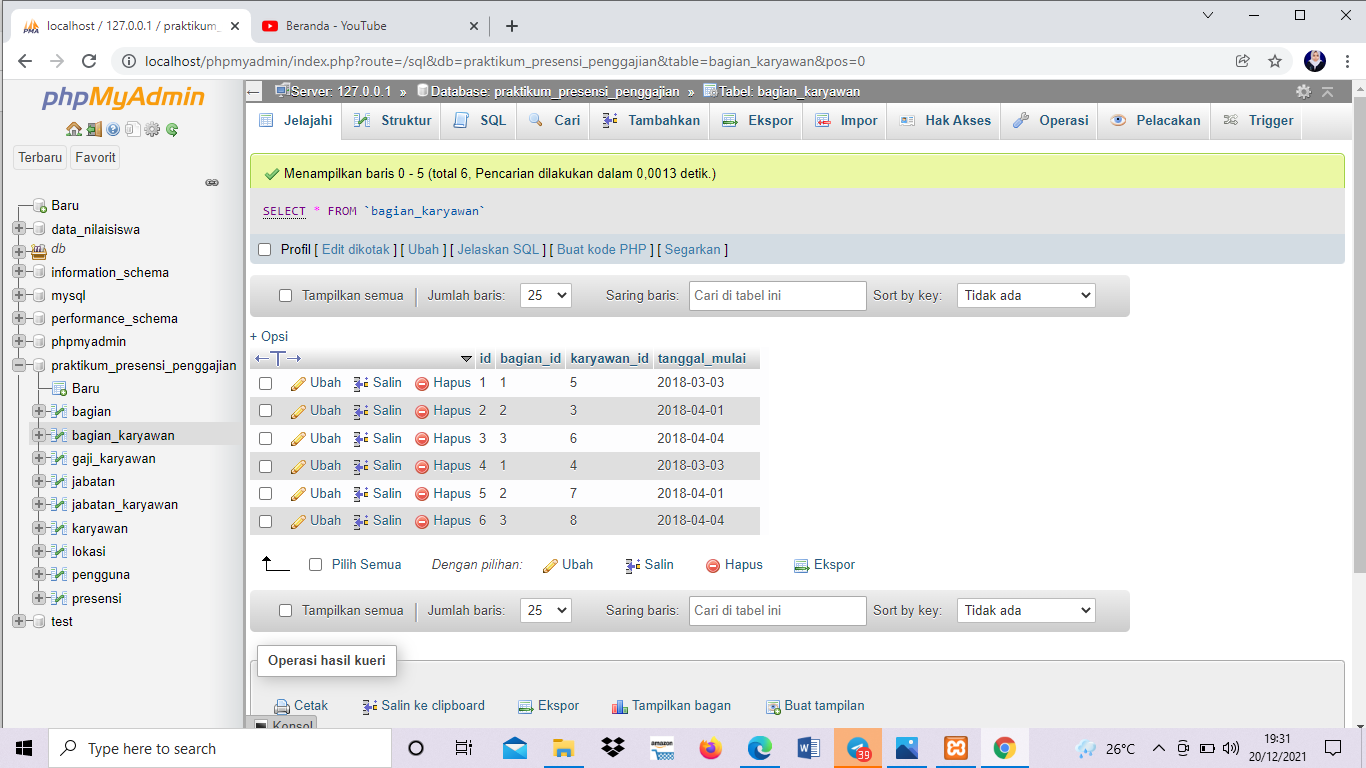 localhost / 127.0.0.1 / praktikum_
Beranda - YouTube
localhost/phpmyadmin/index.php?route=/sql&db=praktikum_presensi_penggajian&table=bagian_karyawan&pos=0
phpMyAdmin
Terbaru Favorit
Baru
data_nilaisiswa
db
information_schema
mysql
performance_schema
phpmyadmin
praktikum_presensi_penggajian
Baru
bagian
bagian_karyawan
gaji_karyawan
jabatan
jabatan_karyawan
karyawan
lokasi
pengguna
presensi
test
Server: 127.0.0.1 » Database: praktikum_presensi_penggajian » Tabel: bagian_karyawan
Jelajahi Struktur SQL Cari Tambahkan Ekspor Impor Hak Akses Operasi Pelacakan Trigger
Menampilkan baris 0 - 5 (total 6, Pencarian dilakukan dalam 0,0013 detik.)
SELECT * FROM `bagian_karyawan`
Profil [ Edit dikotak ] [ Ubah ] [ Jelaskan SQL ] [ Buat kode PHP ] [ Segarkan ]
Tampilkan semua | Jumlah baris: 25 Saring baris: Cari di tabel ini Sort by key: Tidak ada
+ Opsi
←T→ id bagian_id karyawan_id tanggal_mulai
Ubah Salin Hapus 1 1 5 2018-03-03
Ubah Salin Hapus 2 2 3 2018-04-01
Ubah Salin Hapus 3 3 6 2018-04-04
Ubah Salin Hapus 4 1 4 2018-03-03
Ubah Salin Hapus 5 2 7 2018-04-01
Ubah Salin Hapus 6 3 8 2018-04-04
Pilih Semua Dengan pilihan: Ubah Salin Hapus Ekspor
Tampilkan semua | Jumlah baris: 25 Saring baris: Cari di tabel ini Sort by key: Tidak ada
Operasi hasil kueri
Cetak Salin ke clipboard Ekspor Tampilkan bagan Buat tampilan
Konsol
Type here to search
amazon
39
26°C
19:31
20/12/2021